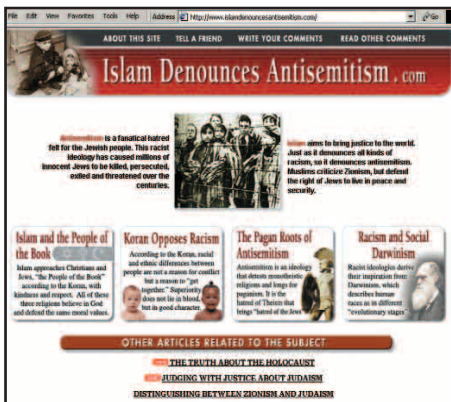 File Edit View Favorites Tools Help Address http://www.islamdenouncesantisemitism.com/ Go
ABOUT THIS SITE TELL A FRIEND WRITE YOUR COMMENTS READ OTHER COMMENTS
Islam Denounces Antisemitism . com
Antisemitism is a fanatical hatred
felt for the Jewish people. This racist
ideology has caused millions of
innocent Jews to be killed, persecuted,
exiled and threatened over the
centuries.
Islam aims to bring justice to the world.
Just as it denounces all kinds of
racism, so it denounces antisemitism.
Muslims criticize Zionism, but defend
the right of Jews to live in peace and
security.
Islam and the People of
the Book
Islam approaches Christians and
Jews, "the People of the Book"
according to the Koran, with
kindness and respect. All of these
three religions believe in God
and defend the same moral values.
Koran Opposes Racism
According to the Koran, racial
and ethnic differences between
people are not a reason for conflict
but a reason to "get
together." Superiority
does not lie in blood,
but in good character.
The Pagan Roots of
Antisemitism
Antisemitism is an ideology
that detests monotheistic
religions and longs for
paganism. It is the
hatred of Theism that
brings "hatred of the Jews
Racism and Social
Darwinism
Racist ideologies derive
their inspiration from
Darwinism, which
describes human
races as in different
"evolutionary stages"
OTHER ARTICLES RELATED TO THE SUBJECT
THE TRUTH ABOUT THE HOLOCAUST
JUDGING WITH JUSTICE ABOUT JUDAISM
DISTINGUISHING BETWEEN ZIONISM AND JUDAISM